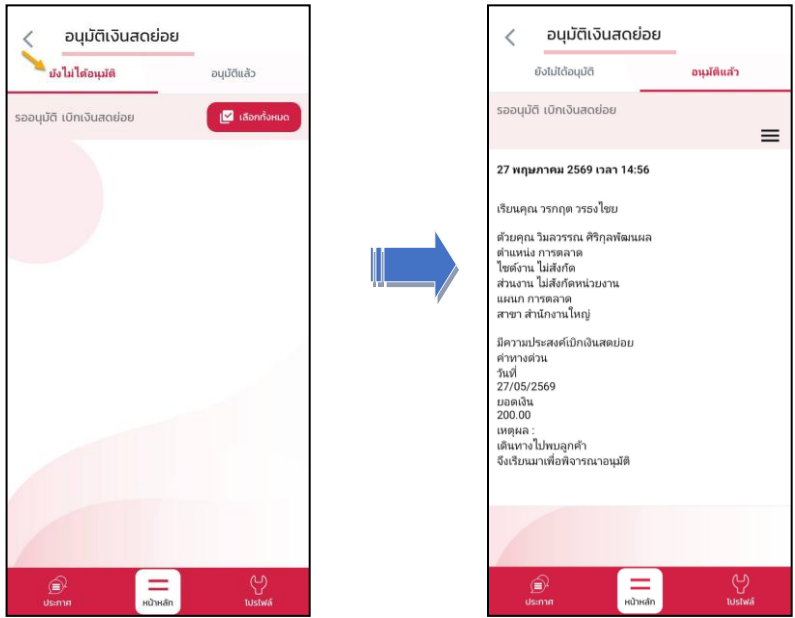 อนุมัติเงินสดย่อย
ยังไม่ได้อนุมัติ
อนุมัติแล้ว
รออนุมัติ เบิกเงินสดย่อย
เลือกทั้งหมด
ประกาศ
หน้าหลัก
โปรไฟล์
อนุมัติเงินสดย่อย
ยังไม่ได้อนุมัติ
อนุมัติแล้ว
รออนุมัติ เบิกเงินสดย่อย
27 พฤษภาคม 2569 เวลา 14:56
เรียนคุณ วรกฤต วรธงไชย
ด้วยคุณ วิมลวรรณ ศิริกุลพัฒนผล
ตำแหน่ง การตลาด
ไซต์งาน ไม่สังกัด
ส่วนงาน ไม่สังกัดหน่วยงาน
แผนก การตลาด
สาขา สำนักงานใหญ่
มีความประสงค์เบิกเงินสดย่อย
ค่าทางด่วน
วันที่
27/05/2569
ยอดเงิน
200.00
เหตุผล :
เดินทางไปพบลูกค้า
จึงเรียนมาเพื่อพิจารณาอนุมัติ
ประกาศ
หน้าหลัก
โปรไฟล์